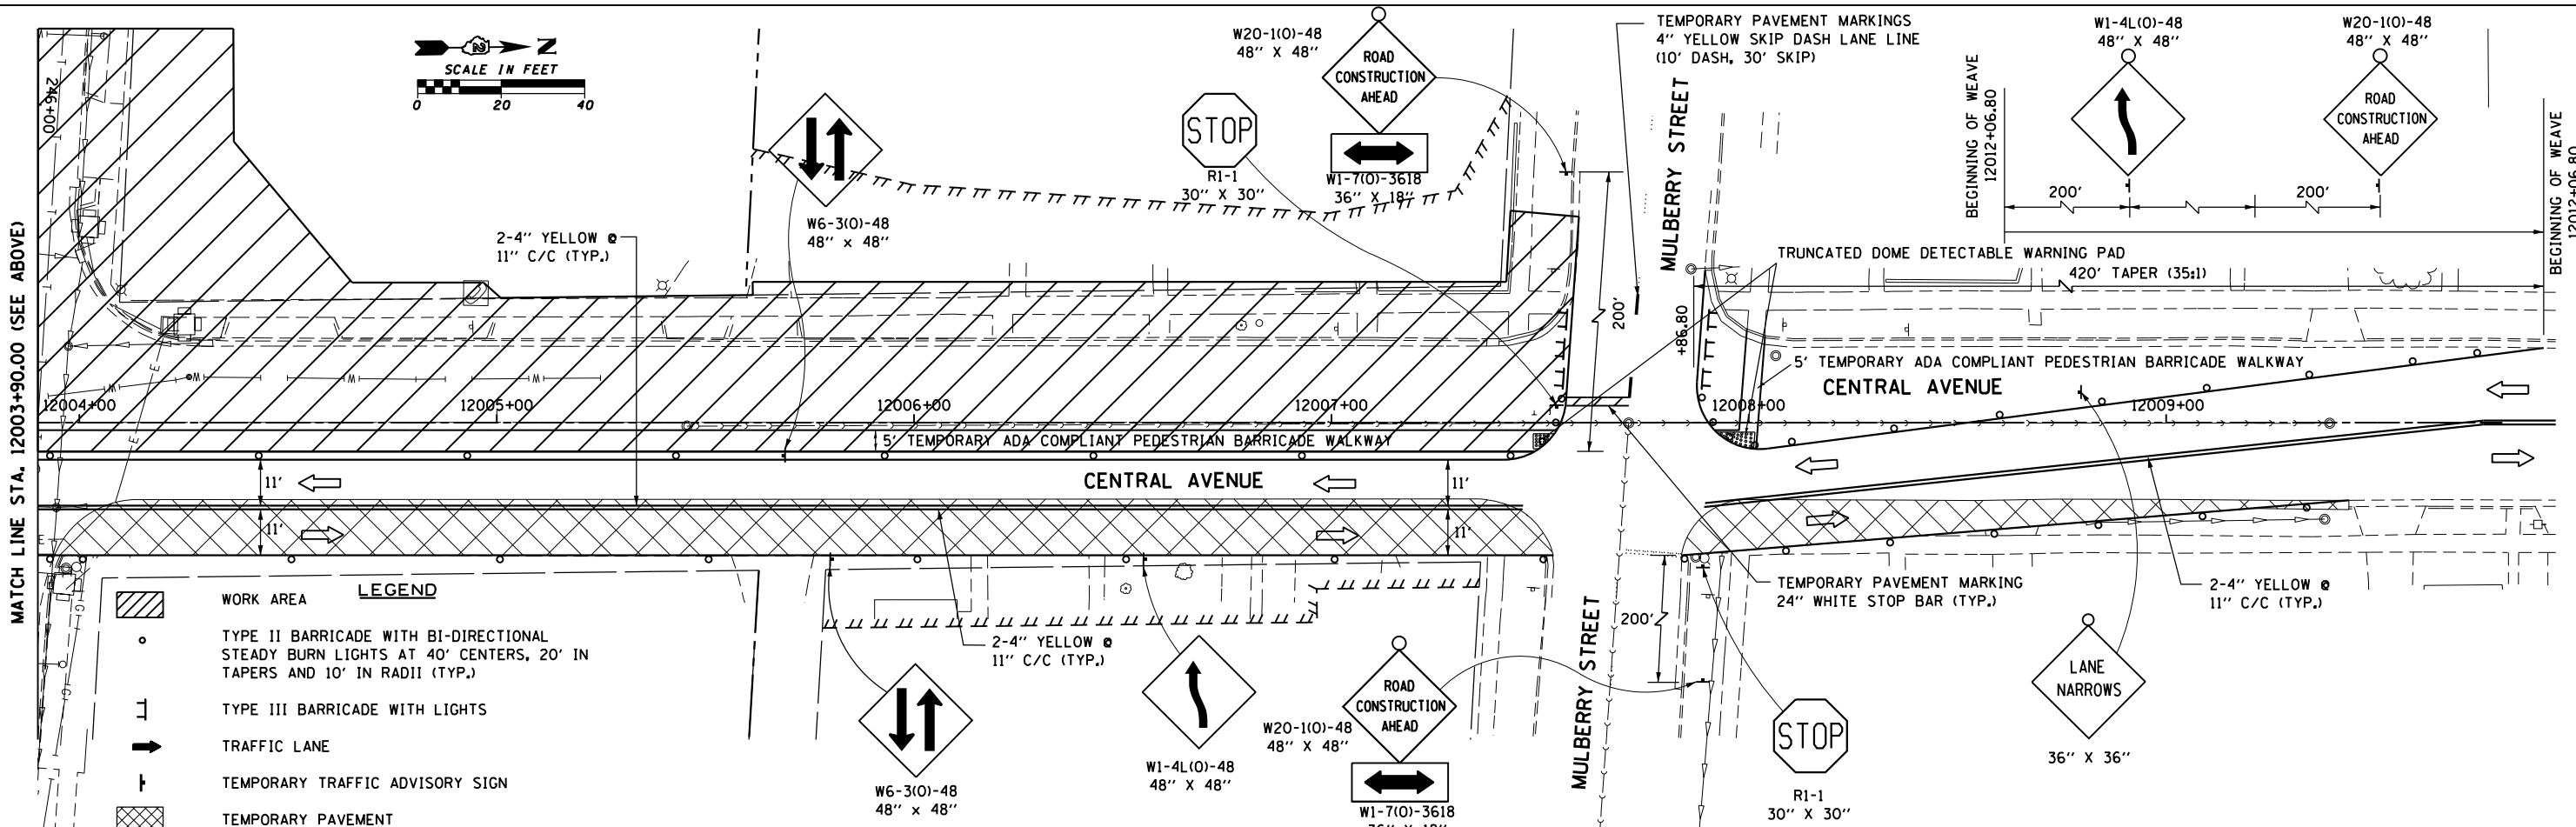 W20-1(O)-48
48" X 48"
ROAD
CONSTRUCTION
AHEAD
W1-7(O)-3618
36" X 18"
TEMPORARY PAVEMENT MARKINGS
4" YELLOW SKIP DASH LANE LINE
(10' DASH, 30' SKIP)
W1-4L(O)-48
48" X 48"
W20-1(O)-48
48" X 48"
ROAD
CONSTRUCTION
AHEAD
N
SCALE IN FEET
0 20 40
246+00
STOP
R1-1
30" X 30"
W6-3(O)-48
48" x 48"
2-4" YELLOW @
11" C/C (TYP.)
MULBERRY STREET
BEGINNING OF WEAVE
12012+06.80
200'
200'
BEGINNING OF WEAVE
12012+06.80
TRUNCATED DOME DETECTABLE WARNING PAD
420' TAPER (35:1)
200'
+86.80
MATCH LINE STA. 12003+90.00 (SEE ABOVE)
5' TEMPORARY ADA COMPLIANT PEDESTRIAN BARRICADE WALKWAY
CENTRAL AVENUE
12004+00
12005+00
12006+00
12007+00
12008+00
12009+00
5' TEMPORARY ADA COMPLIANT PEDESTRIAN BARRICADE WALKWAY
CENTRAL AVENUE
11'
11'
11'
11'
LEGEND
WORK AREA
TYPE II BARRICADE WITH BI-DIRECTIONAL
STEADY BURN LIGHTS AT 40' CENTERS, 20' IN
TAPERS AND 10' IN RADII (TYP.)
TYPE III BARRICADE WITH LIGHTS
TRAFFIC LANE
TEMPORARY TRAFFIC ADVISORY SIGN
TEMPORARY PAVEMENT
W6-3(O)-48
48" x 48"
2-4" YELLOW @
11" C/C (TYP.)
W1-4L(O)-48
48" X 48"
ROAD
CONSTRUCTION
AHEAD
W20-1(O)-48
48" X 48"
W1-7(O)-3618
36" X 18"
MULBERRY STREET
200'
TEMPORARY PAVEMENT MARKING
24" WHITE STOP BAR (TYP.)
STOP
R1-1
30" X 30"
LANE
NARROWS
36" X 36"
2-4" YELLOW @
11" C/C (TYP.)